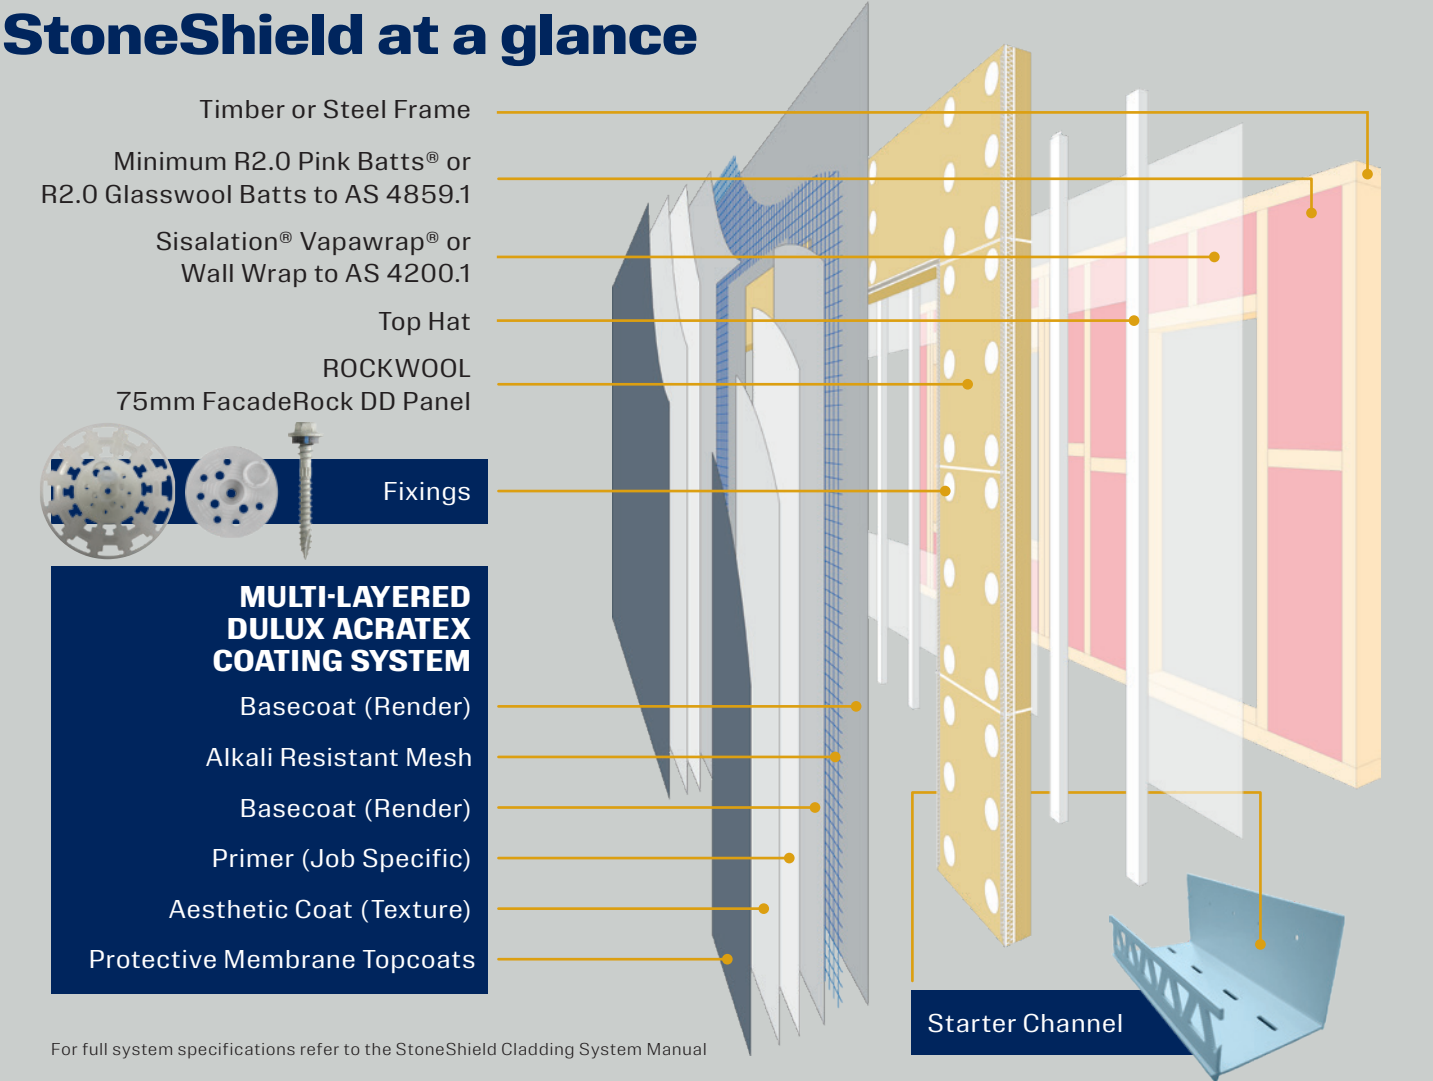 StoneShield at a glance
Timber or Steel Frame
Minimum R2.0 Pink Batts® or
R2.0 Glasswool Batts to AS 4859.1
Sisalation® Vapawrap® or
Wall Wrap to AS 4200.1
Top Hat
ROCKWOOL
75mm FacadeRock DD Panel
Fixings
MULTI-LAYERED
DULUX ACRATEX
COATING SYSTEM
Basecoat (Render)
Alkali Resistant Mesh
Basecoat (Render)
Primer (Job Specific)
Aesthetic Coat (Texture)
Protective Membrane Topcoats
Starter Channel
For full system specifications refer to the StoneShield Cladding System Manual